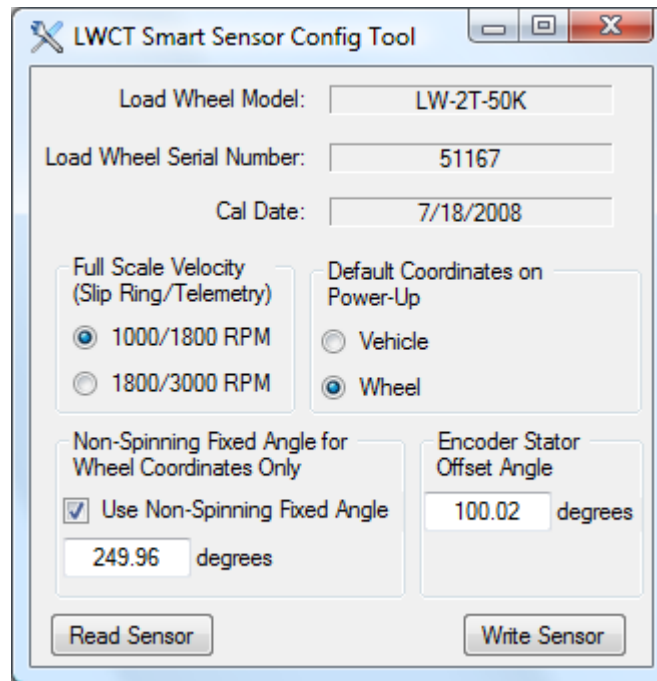 LWCT Smart Sensor Config Tool
Load Wheel Model: LW-2T-50K
Load Wheel Serial Number: 51167
Cal Date: 7/18/2008
Full Scale Velocity
(Slip Ring/Telemetry)
1000/1800 RPM
1800/3000 RPM
Default Coordinates on
Power-Up
Vehicle
Wheel
Non-Spinning Fixed Angle for
Wheel Coordinates Only
Use Non-Spinning Fixed Angle
249.96 degrees
Encoder Stator
Offset Angle
100.02 degrees
Read Sensor
Write Sensor